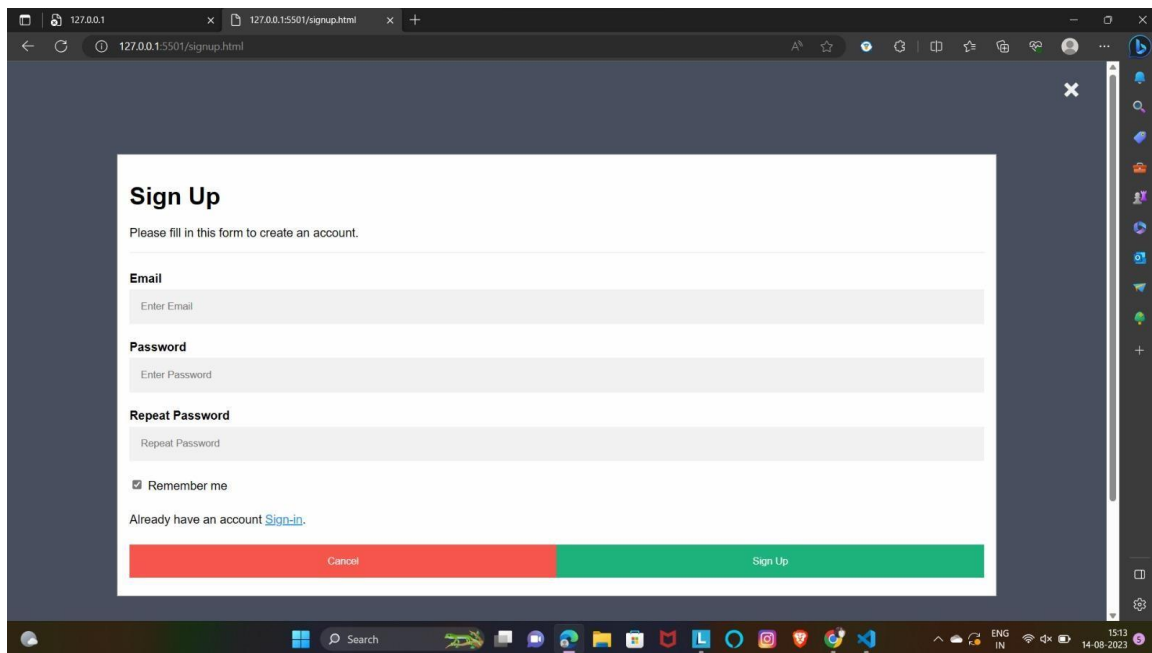 127.0.0.1
127.0.0.1:5501/signup.html
127.0.0.1:5501/signup.html
Sign Up
Please fill in this form to create an account.
Email
Enter Email
Password
Enter Password
Repeat Password
Repeat Password
Remember me
Already have an account Sign-in.
Cancel
Sign Up
Search
ENG
IN
15:13
14-08-2023